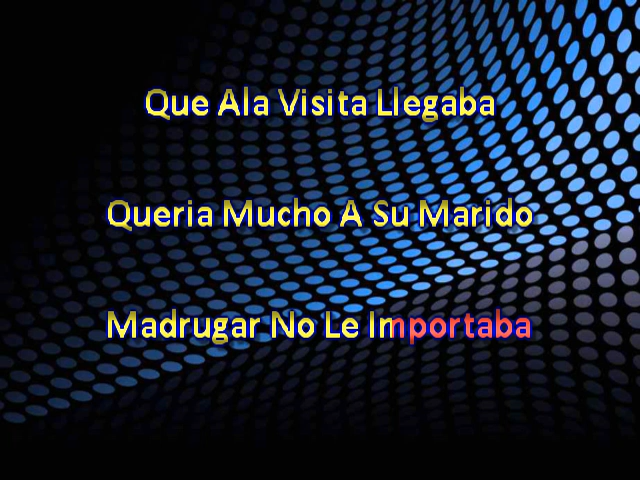 Que Ala Visita Llegaba
Queria Mucho A Su Marido
Madrugar No Le Importaba